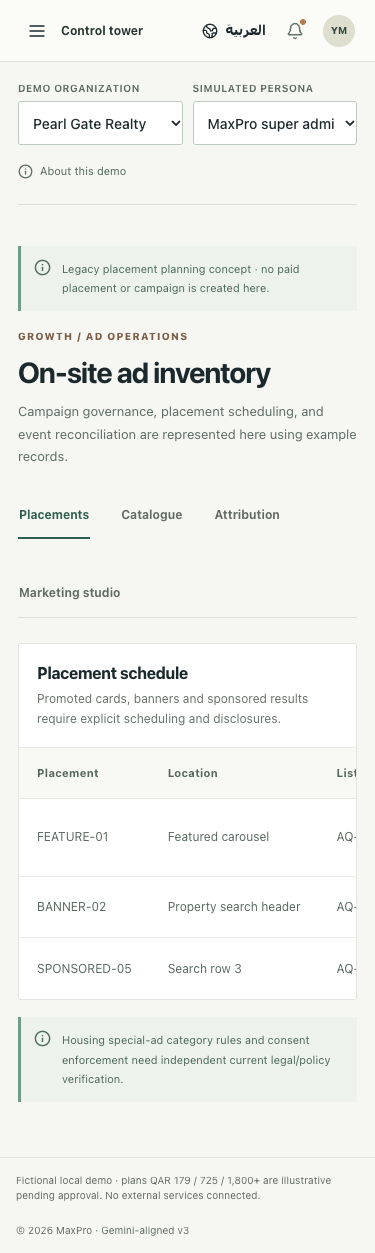 Control tower
العربية
YM
DEMO ORGANIZATION
SIMULATED PERSONA
Pearl Gate Realty
MaxPro super admi
About this demo
Legacy placement planning concept · no paid
placement or campaign is created here.
GROWTH / AD OPERATIONS
On-site ad inventory
Campaign governance, placement scheduling, and
event reconciliation are represented here using example
records.
Placements Catalogue Attribution
Marketing studio
Placement schedule
Promoted cards, banners and sponsored results
require explicit scheduling and disclosures.
Placement Location List
FEATURE-01 Featured carousel AQ-
BANNER-02 Property search header AQ-
SPONSORED-05 Search row 3 AQ-
Housing special-ad category rules and consent
enforcement need independent current legal/policy
verification.
Fictional local demo · plans QAR 179 / 725 / 1,800+ are illustrative
pending approval. No external services connected.
© 2026 MaxPro · Gemini-aligned v3